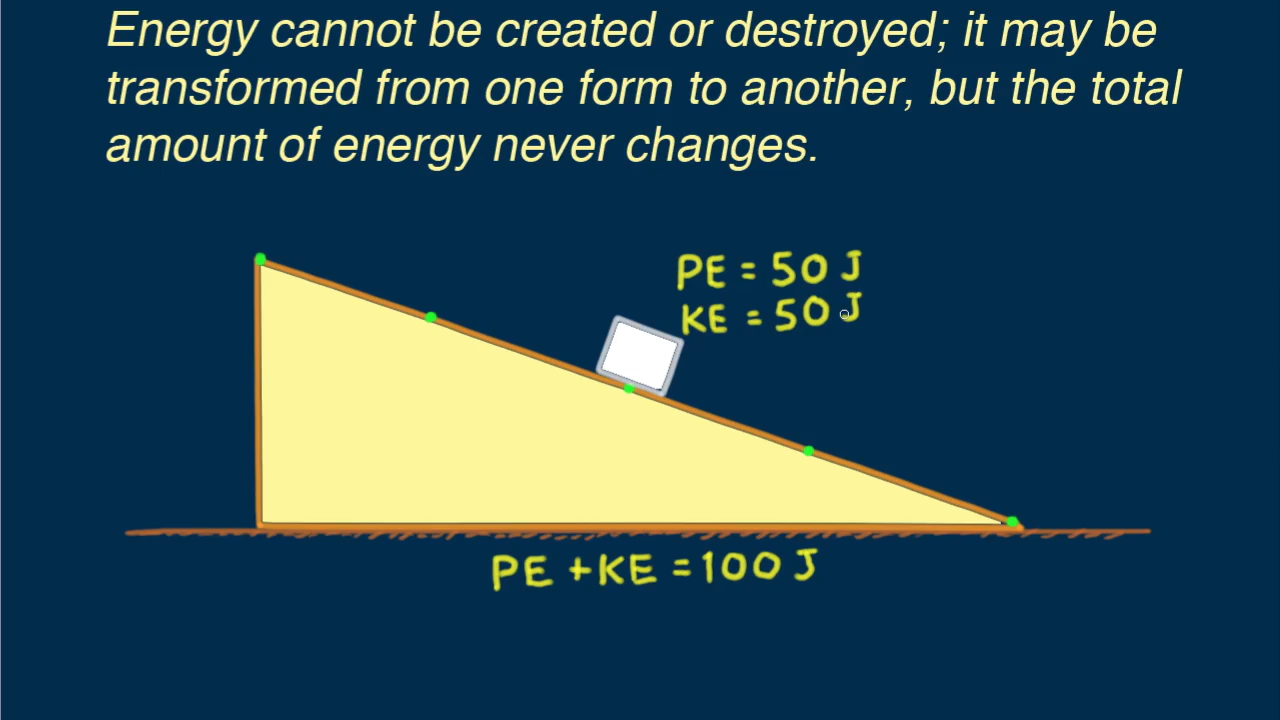 Energy cannot be created or destroyed; it may be
transformed from one form to another, but the total
amount of energy never changes.
PE = 50 J
KE = 50 J
PE + KE = 100 J